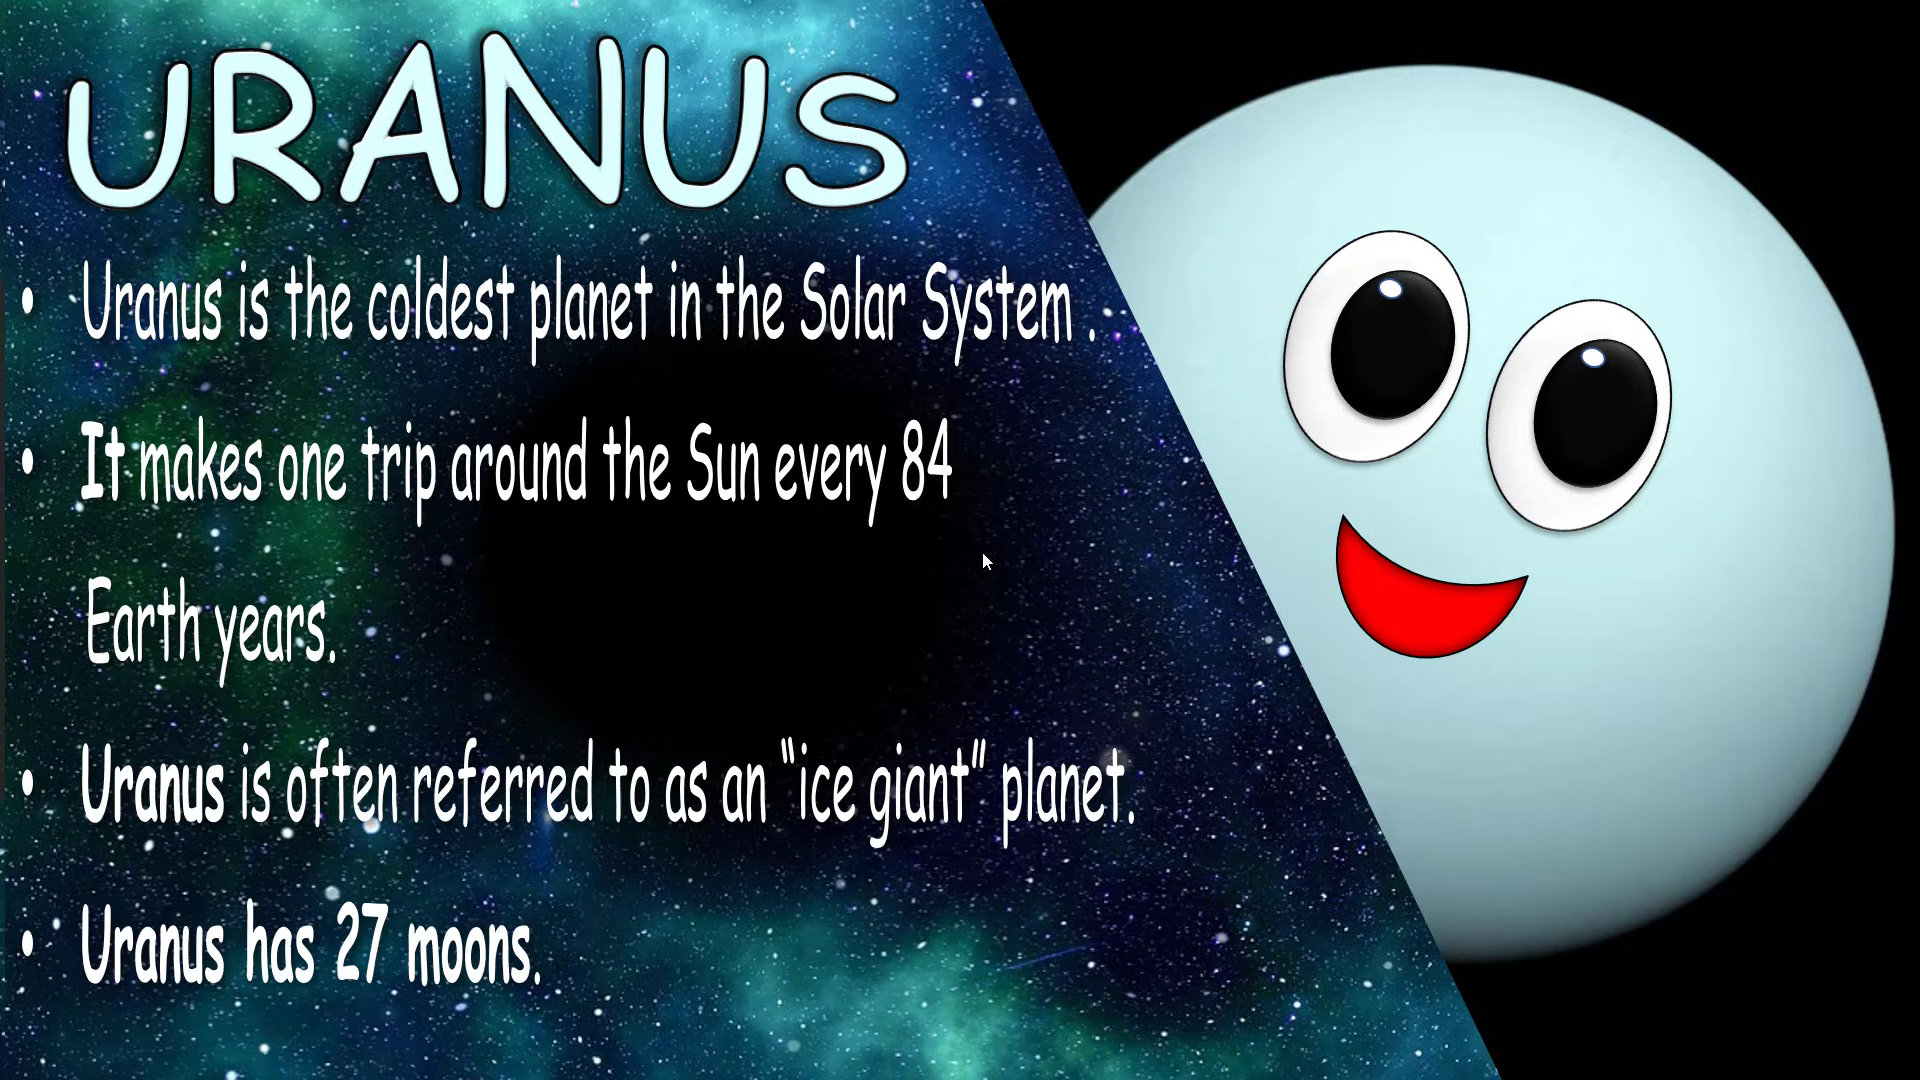 URANUS
• Uranus is the coldest planet in the Solar System .
• It makes one trip around the Sun every 84
Earth years.
• Uranus is often referred to as an "ice giant" planet.
• Uranus has 27 moons.